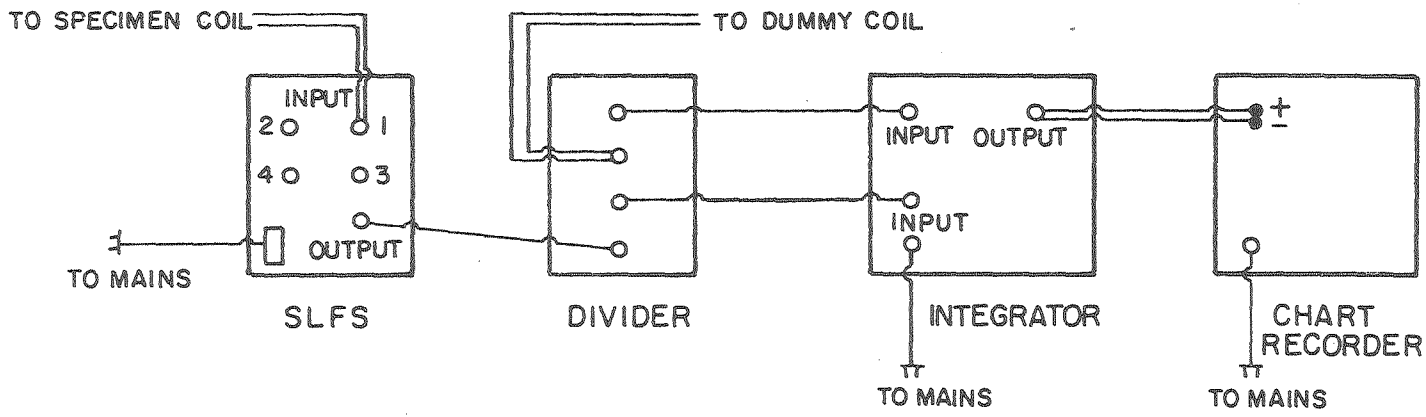 TO SPECIMEN COIL
TO DUMMY COIL
INPUT
2 1
4 3
OUTPUT
TO MAINS
SLFS
DIVIDER
INPUT OUTPUT
INPUT
INTEGRATOR
TO MAINS
+
-
CHART
RECORDER
TO MAINS